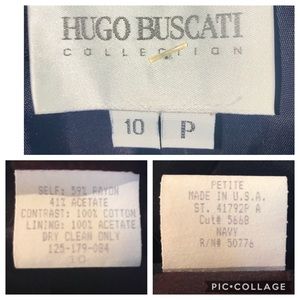 HUGO BUSCATI
COLLECTION
10 P
SELF: 59% RAYON
41% ACETATE
CONTRAST: 100% COTTON
LINING: 100% ACETATE
DRY CLEAN ONLY
125-179-084
10
PETITE
MADE IN U.S.A.
ST. 41792P A
Cut# 5668
NAVY
R/N# 50776
PIC•COLLAGE